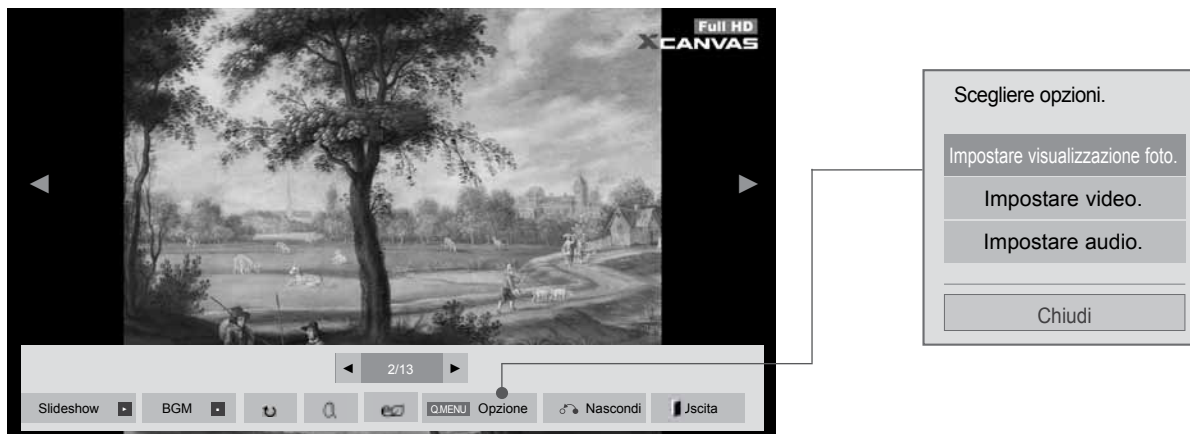 Full HD
XCANVAS
Scegliere opzioni.
Impostare visualizzazione foto.
Impostare video.
Impostare audio.
Chiudi
2/13
Slideshow BGM Q.MENU Opzione Nascondi Jscita